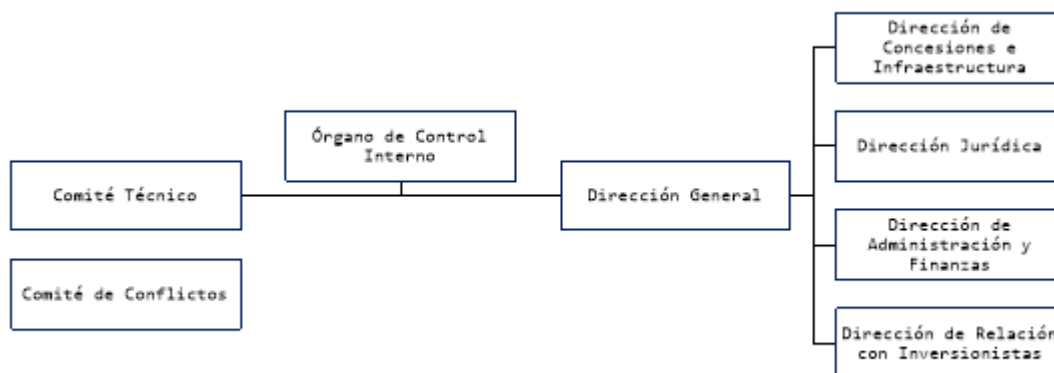 Comité Técnico
Comité de Conflictos
Órgano de Control
Interno
Dirección General
Dirección de
Concesiones e
Infraestructura
Dirección Jurídica
Dirección de
Administración y
Finanzas
Dirección de Relación
con Inversionistas